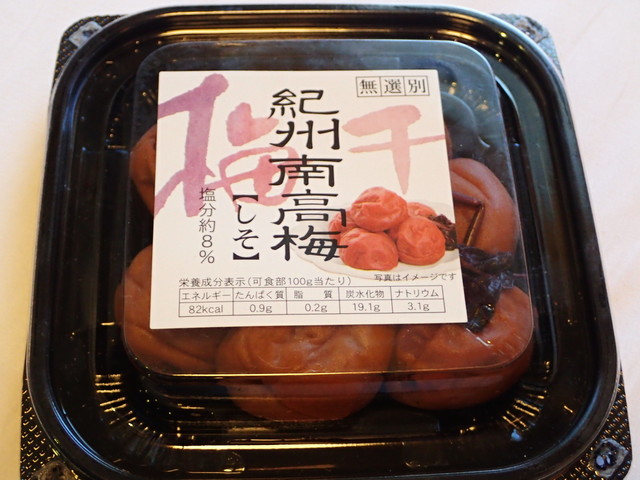 無選別
梅干
紀州南高梅
【しそ】
塩分約8%
写真はイメージです
栄養成分表示(可食部100g当たり)
エネルギー たんぱく質 脂質 炭水化物 ナトリウム
82kcal 0.9g 0.2g 19.1g 3.1g